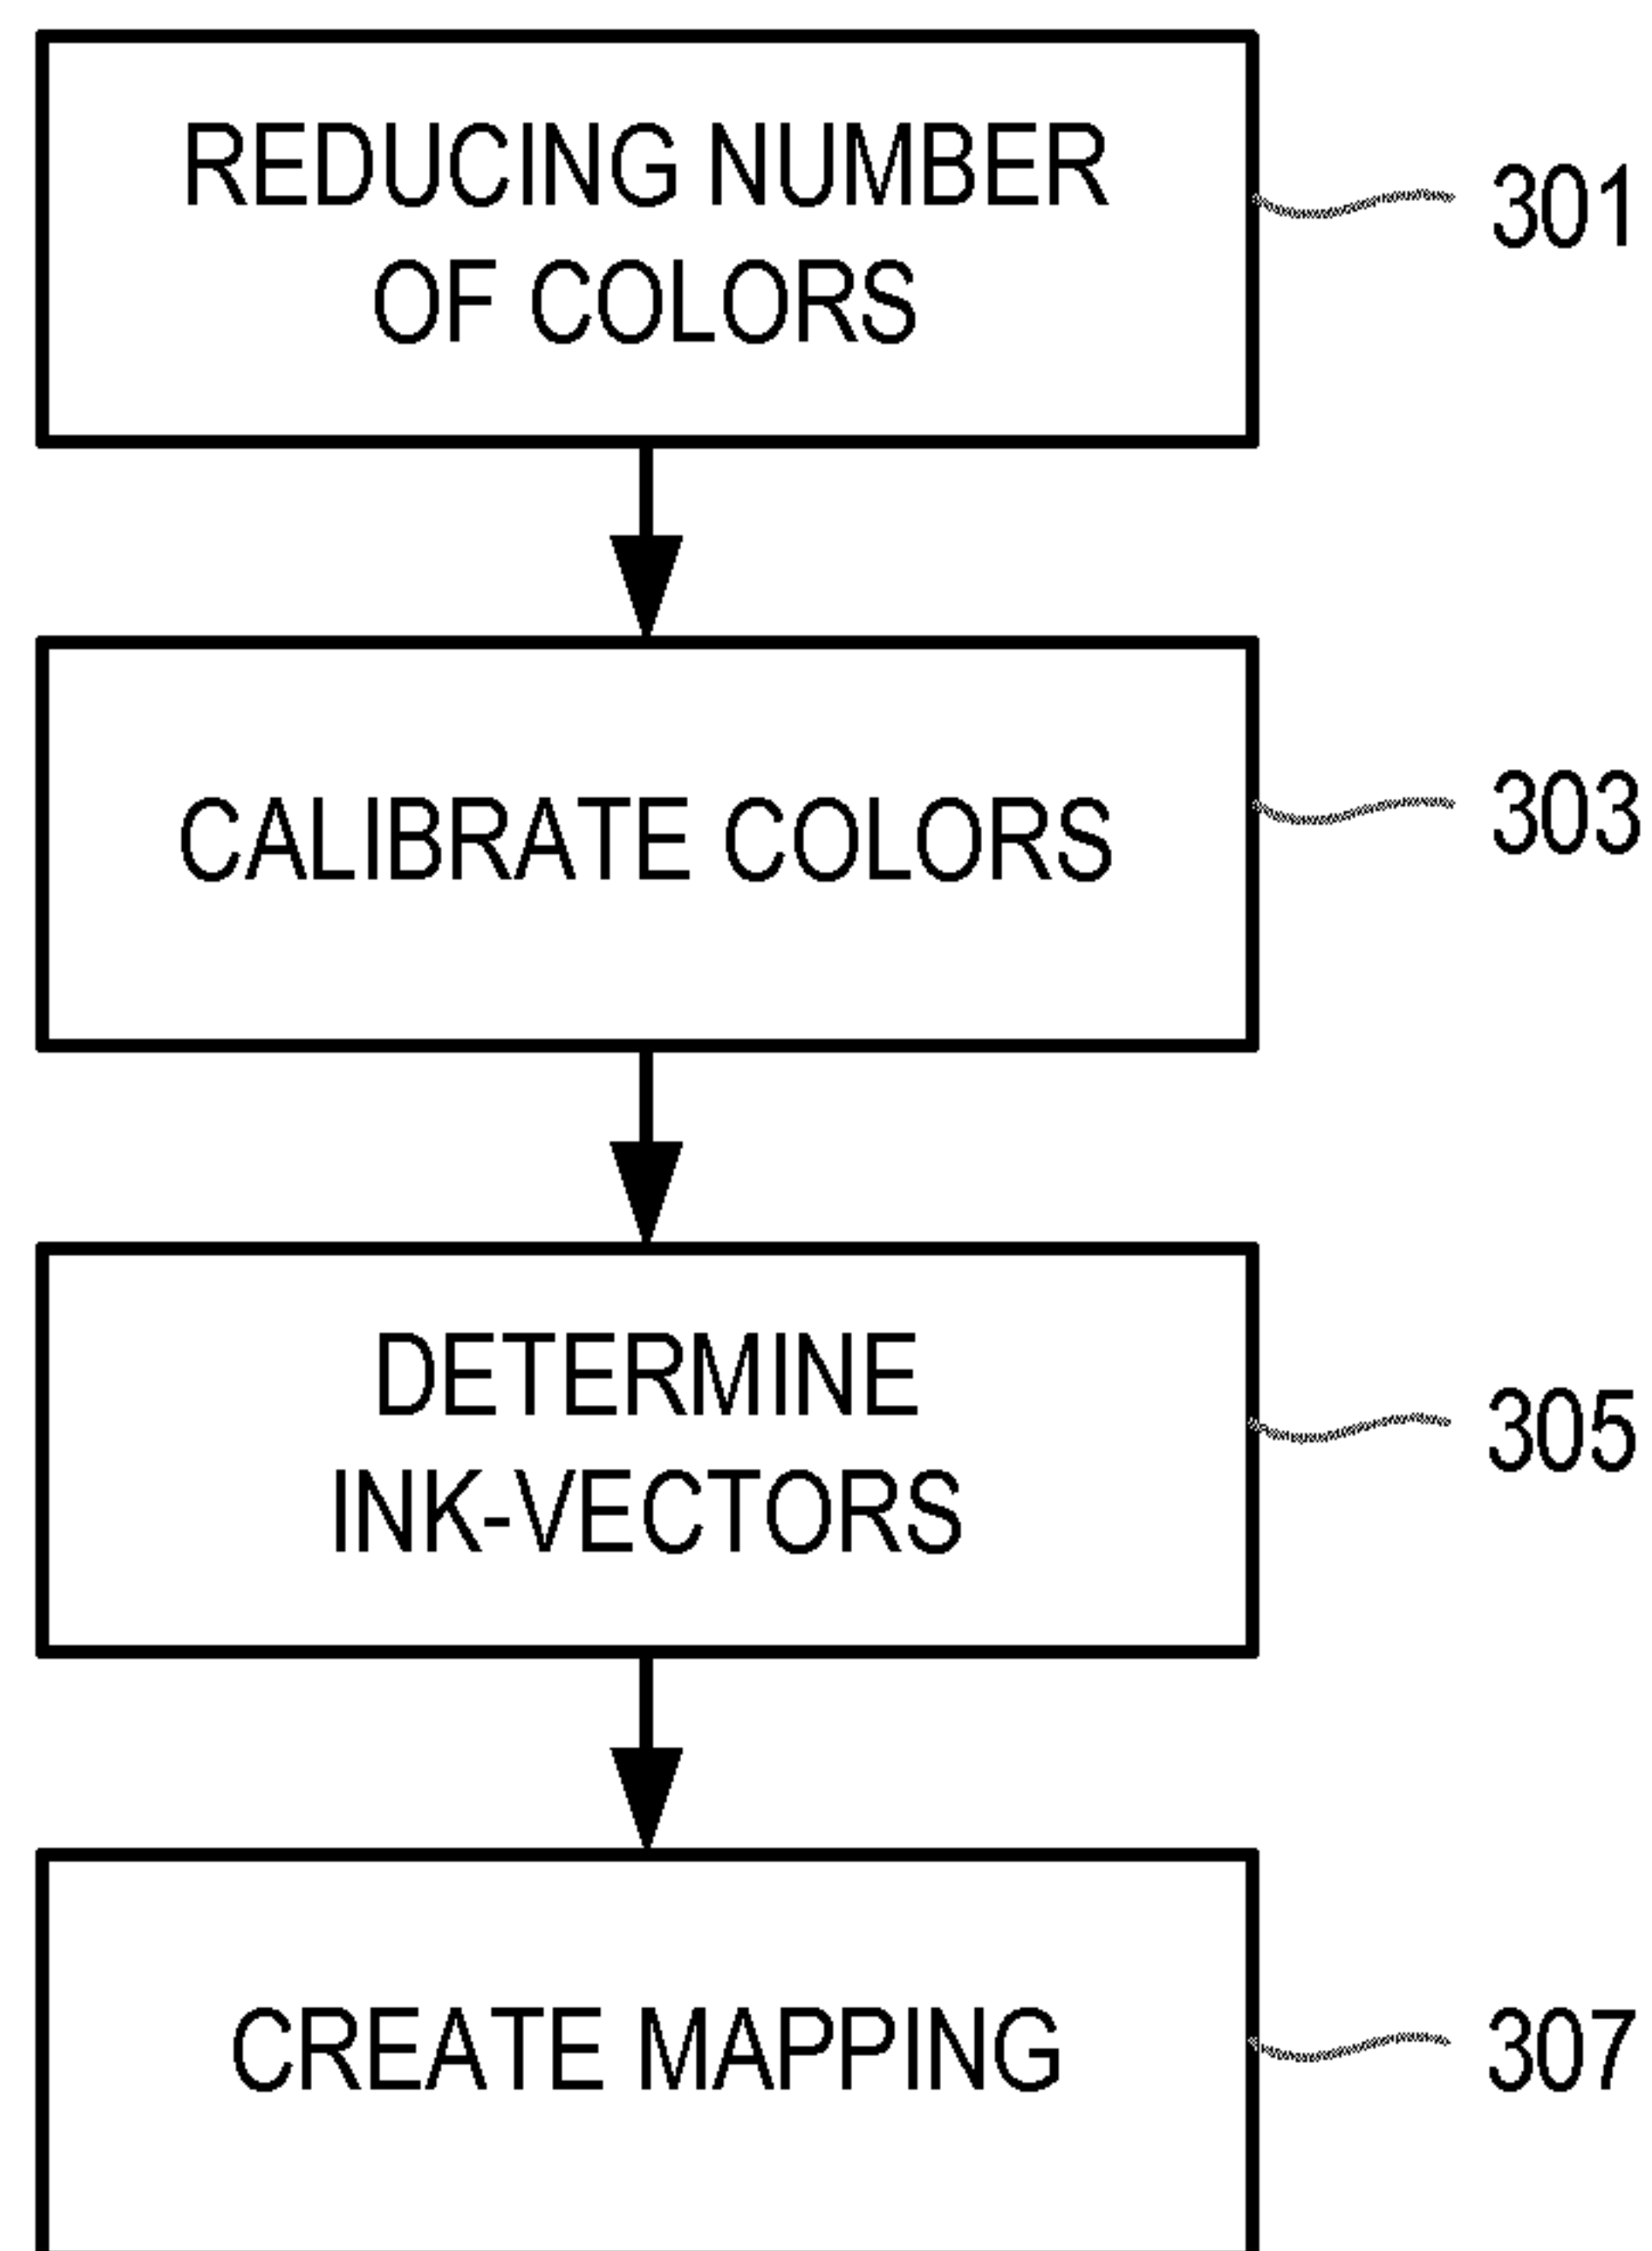 REDUCING NUMBER
OF COLORS
301
CALIBRATE COLORS
303
DETERMINE
INK-VECTORS
305
CREATE MAPPING
307